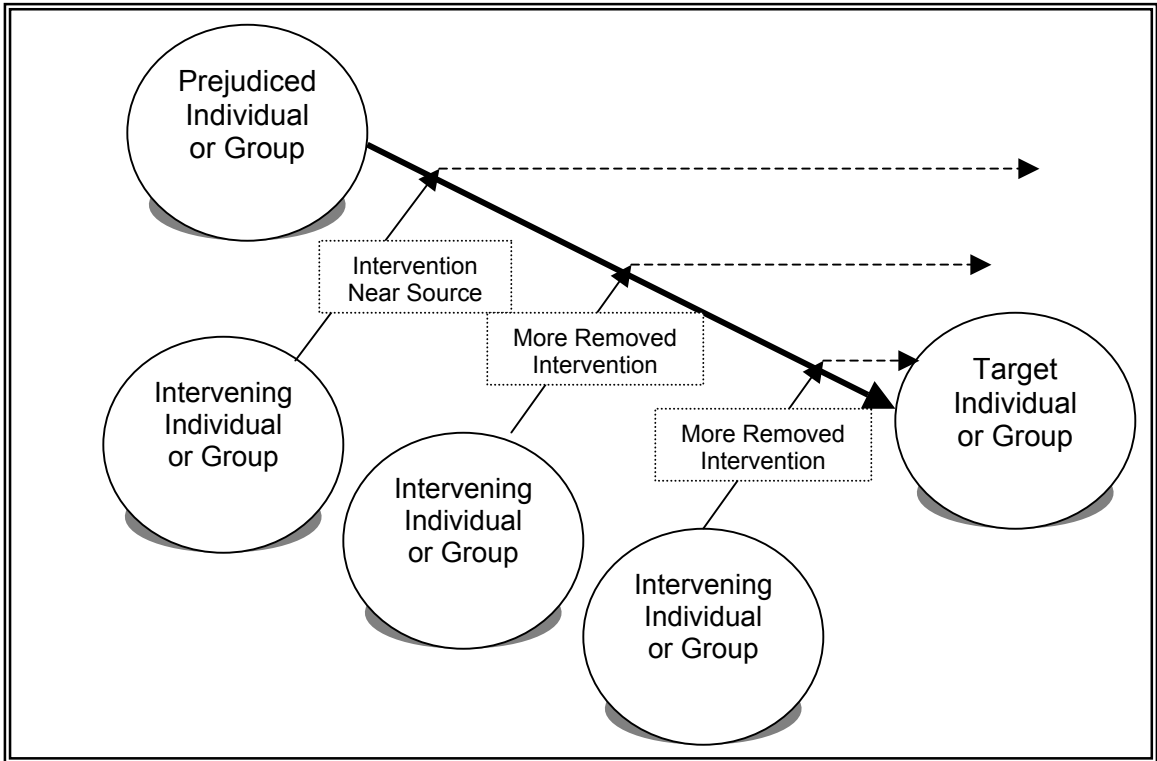 Prejudiced
Individual
or Group
Intervention
Near Source
More Removed
Intervention
Intervening
Individual
or Group
Target
Individual
or Group
More Removed
Intervention
Intervening
Individual
or Group
Intervening
Individual
or Group